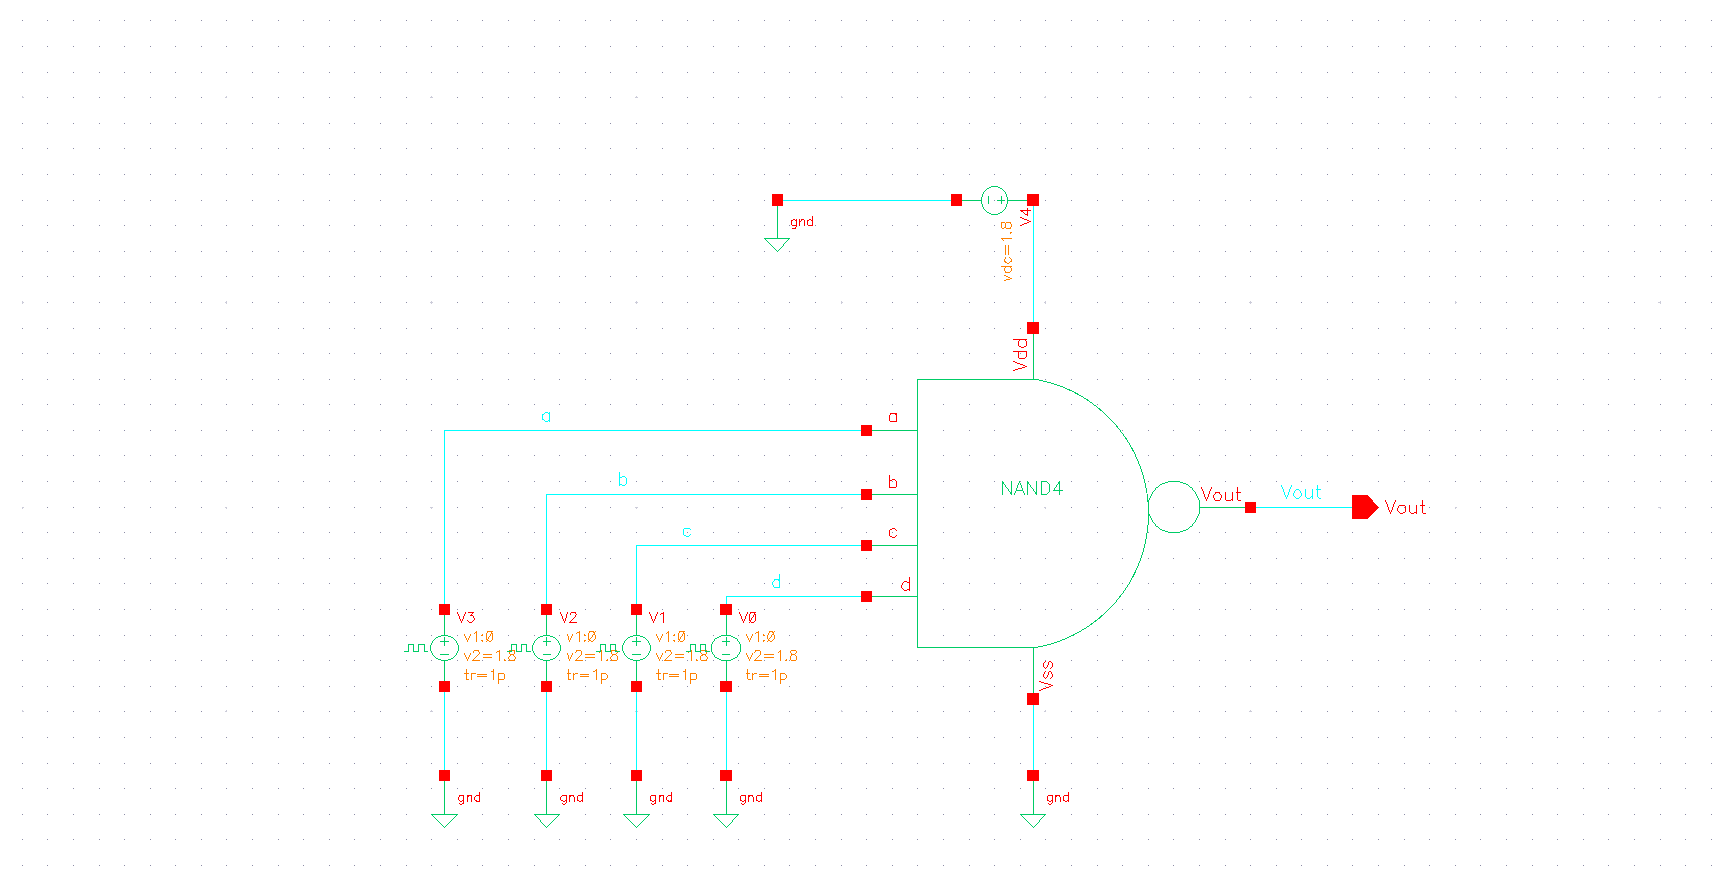 gnd
V4
vdc=1.8
Vdd
a
a
b
b
NAND4
Vout
Vout
Vout
c
c
d
d
V3
v1:0
v2=1.8
tr=1p
V2
v1:0
v2=1.8
tr=1p
V1
v1:0
v2=1.8
tr=1p
V0
v1:0
v2=1.8
tr=1p
Vss
gnd
gnd
gnd
gnd
gnd